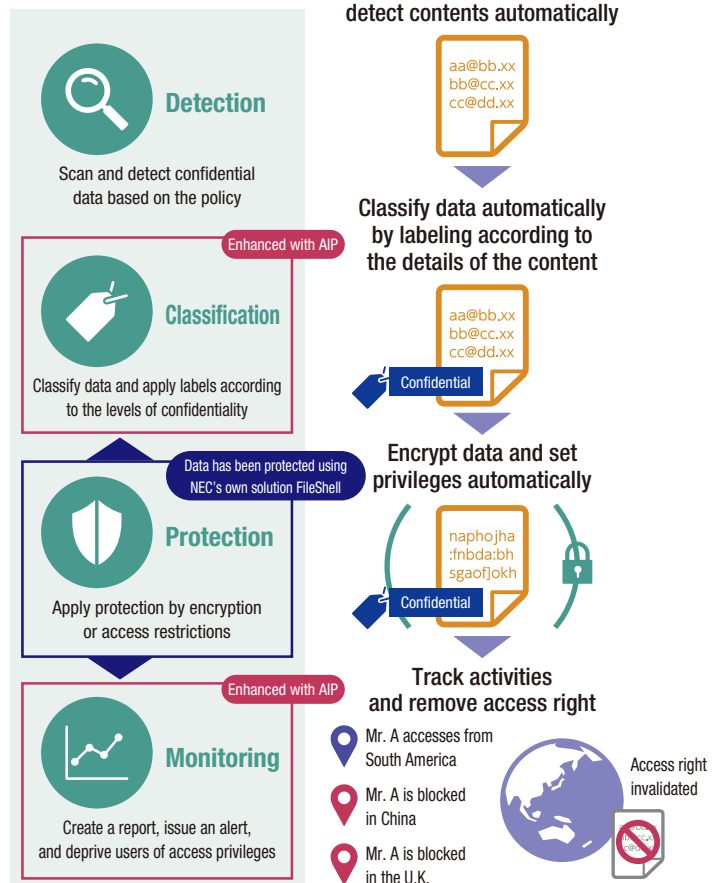 detect contents automatically
aa@bb.xx
bb@cc.xx
cc@dd.xx
Detection
Scan and detect confidential
data based on the policy
Classify data automatically
by labeling according to
the details of the content
Enhanced with AIP
Classification
Classify data and apply labels according
to the levels of confidentiality
aa@bb.xx
bb@cc.xx
cc@dd.xx
Confidential
Encrypt data and set
privileges automatically
Data has been protected using
NEC's own solution FileShell
Protection
Apply protection by encryption
or access restrictions
naphojha
:fnbda:bh
sgaof]okh
Confidential
Track activities
and remove access right
Enhanced with AIP
Monitoring
Create a report, issue an alert,
and deprive users of access privileges
Mr. A accesses from
South America
Mr. A is blocked
in China
Mr. A is blocked
in the U.K.
Access right
invalidated